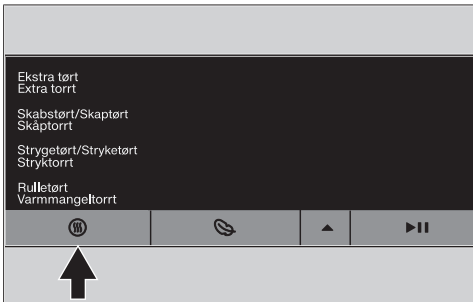 Ekstra tørt
Extra torrt
Skabstørt/Skaptørt
Skåptorrt
Strygetørt/Stryketørt
Stryktorrt
Rulletørt
Varmmangeltorrt